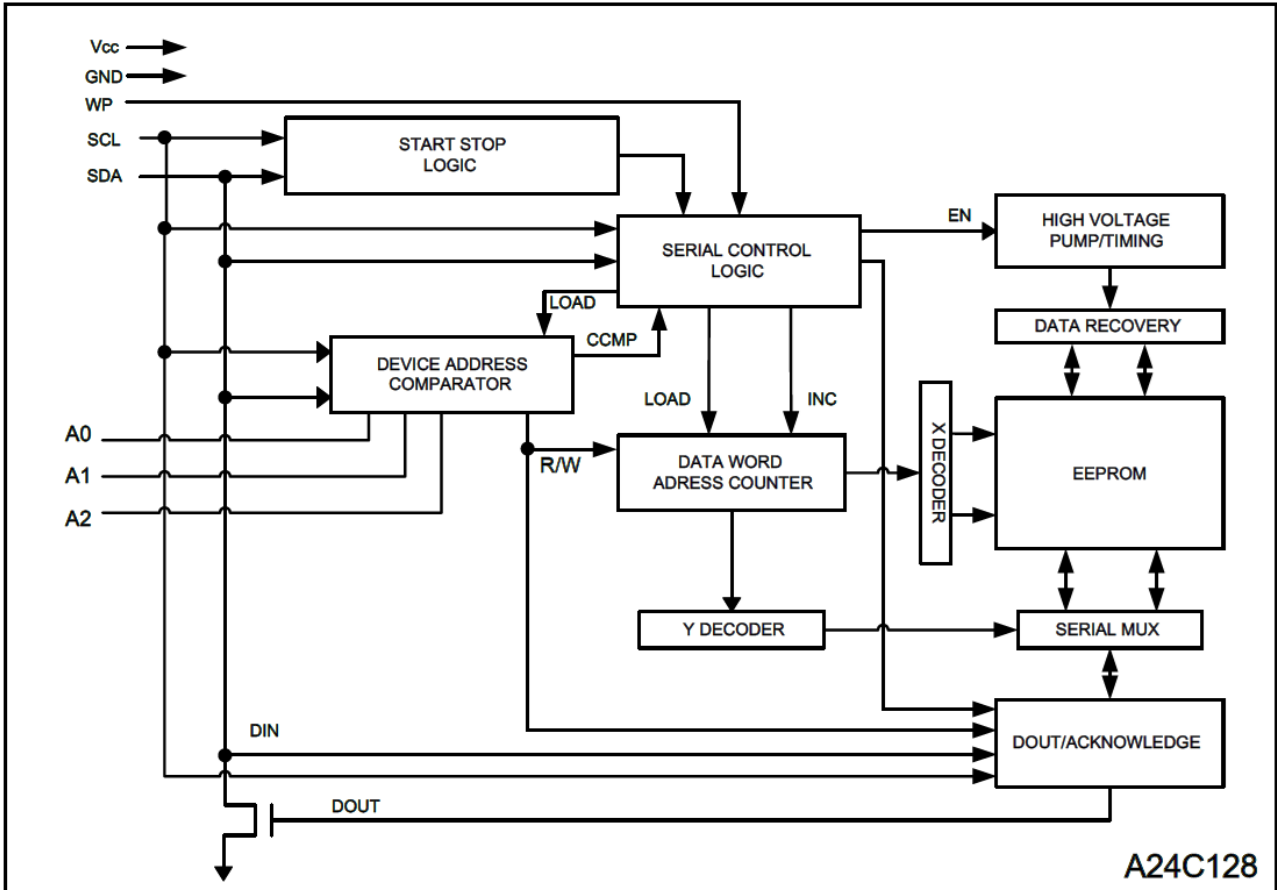 Vcc
GND
WP
SCL
SDA
START STOP
LOGIC
SERIAL CONTROL
LOGIC
EN
HIGH VOLTAGE
PUMP/TIMING
LOAD
CCMP
DATA RECOVERY
DEVICE ADDRESS
COMPARATOR
LOAD
INC
A0
A1
A2
R/W
DATA WORD
ADRESS COUNTER
X DECODER
EEPROM
Y DECODER
SERIAL MUX
DIN
DOUT/ACKNOWLEDGE
DOUT
A24C128